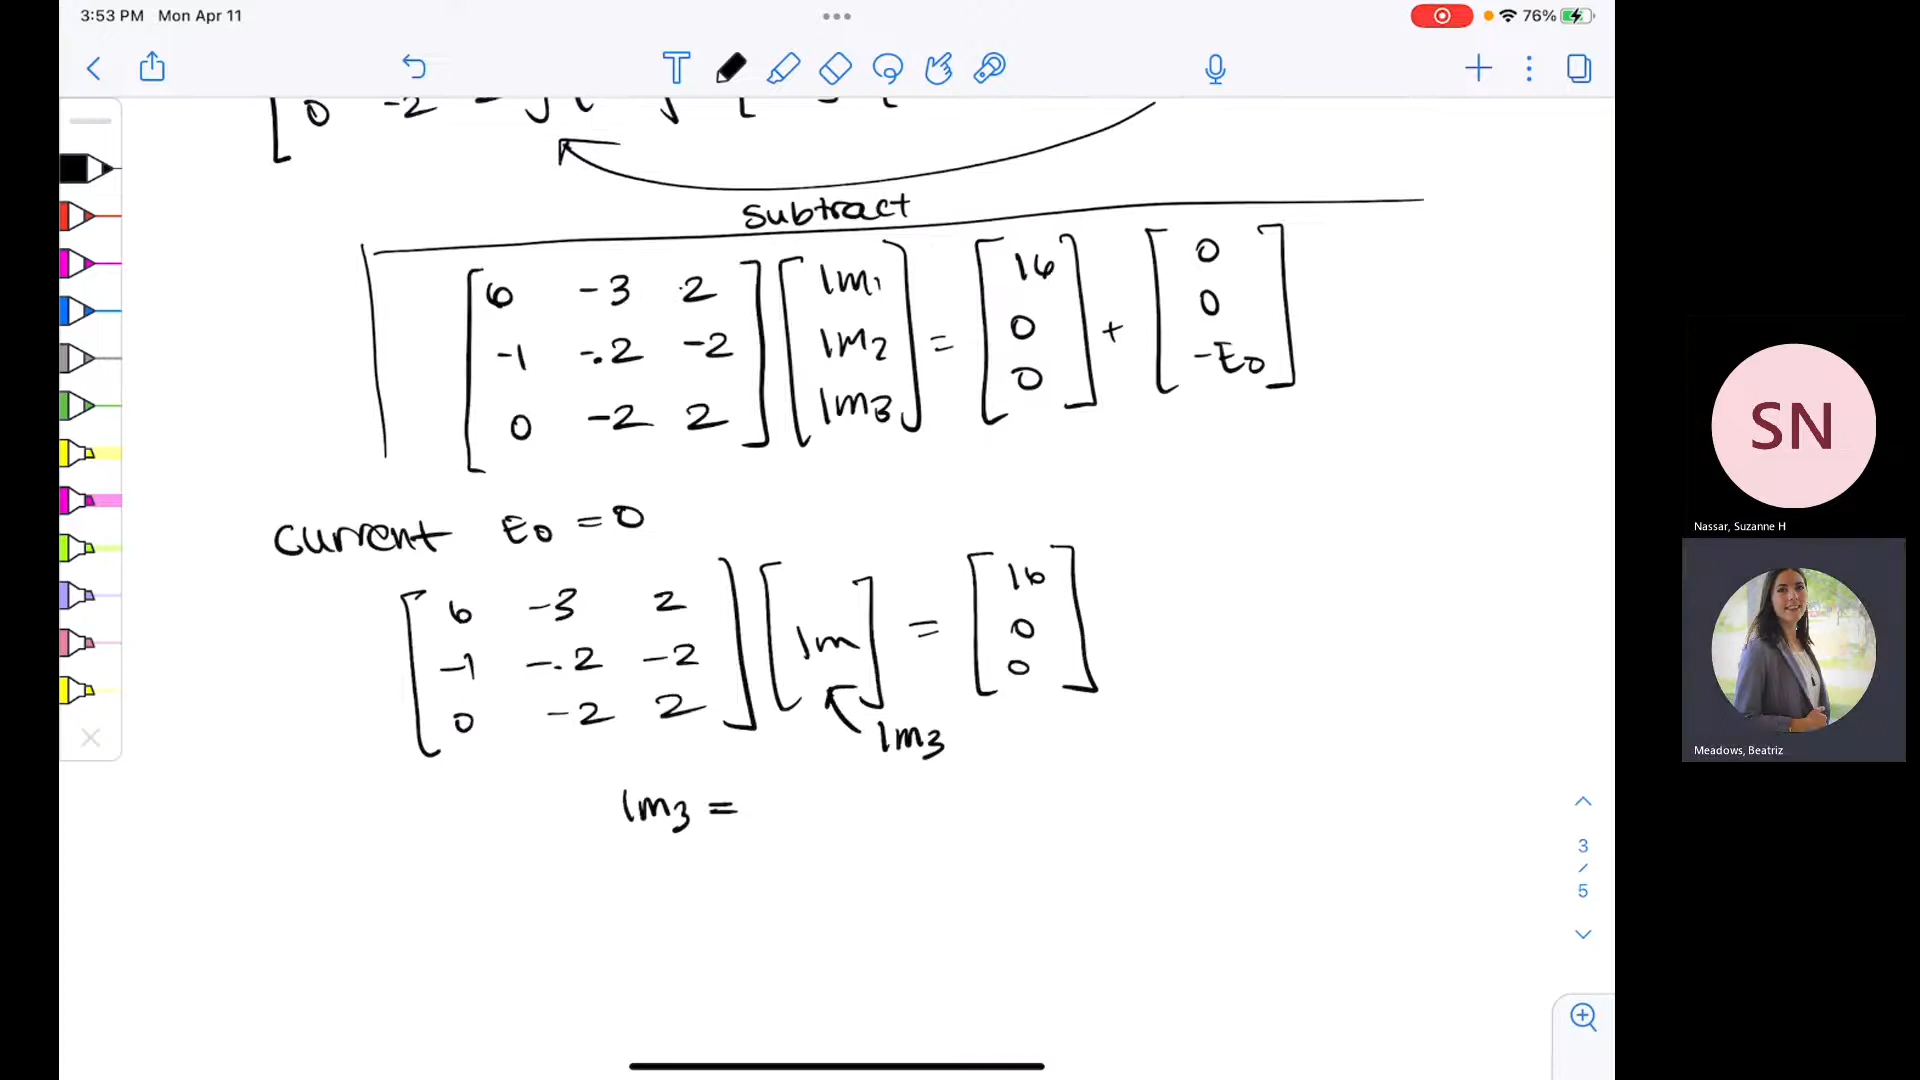 3:53 PM Mon Apr 11
76%
0 -2
subtract
6 -3 2 Im1 16 0
-1 -.2 -2 Im2 = 0 + 0
0 -2 2 Im3 0 -E0
current E0 = 0
6 -3 2 16
-1 -.2 -2 Im = 0
0 -2 2 0
Im3
Im3 =
3
/
5
SN
Nassar, Suzanne H
Meadows, Beatriz